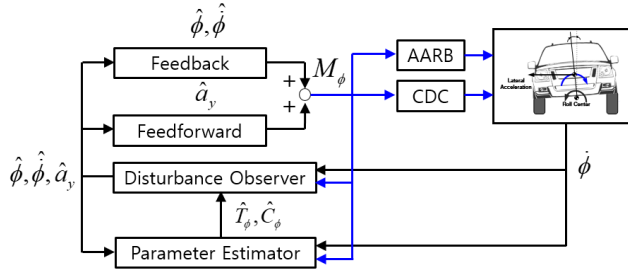 ϕ̂, ϕ̇̂
Feedback
+
+
M_ϕ
â_y
Feedforward
AARB
CDC
Lateral
Acceleration
Roll Center
ϕ̂, ϕ̇̂, â_y
Disturbance Observer
ϕ̇
T̂_ϕ, Ĉ_ϕ
Parameter Estimator